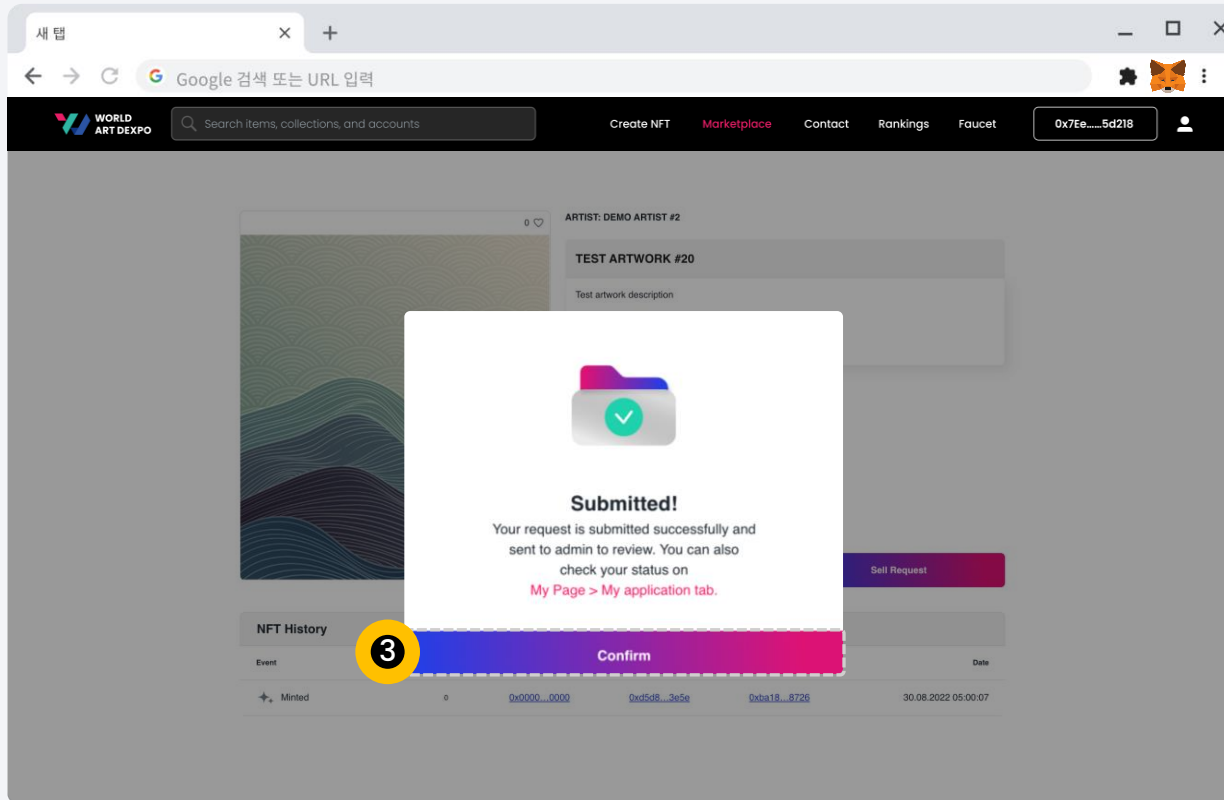 새 탭
Google 검색 또는 URL 입력
WORLD
ART DEXPO
Search items, collections, and accounts
Create NFT
Marketplace
Contact
Rankings
Faucet
0x7Ee......5d218
0
ARTIST: DEMO ARTIST #2
TEST ARTWORK #20
Test artwork description
Submitted!
Your request is submitted successfully and
sent to admin to review. You can also
check your status on
My Page > My application tab.
Sell Request
3
Confirm
NFT History
Event
Date
Minted
0
0x0000...0000
0xd5d8...3e5e
0xba18...8726
30.08.2022 05:00:07